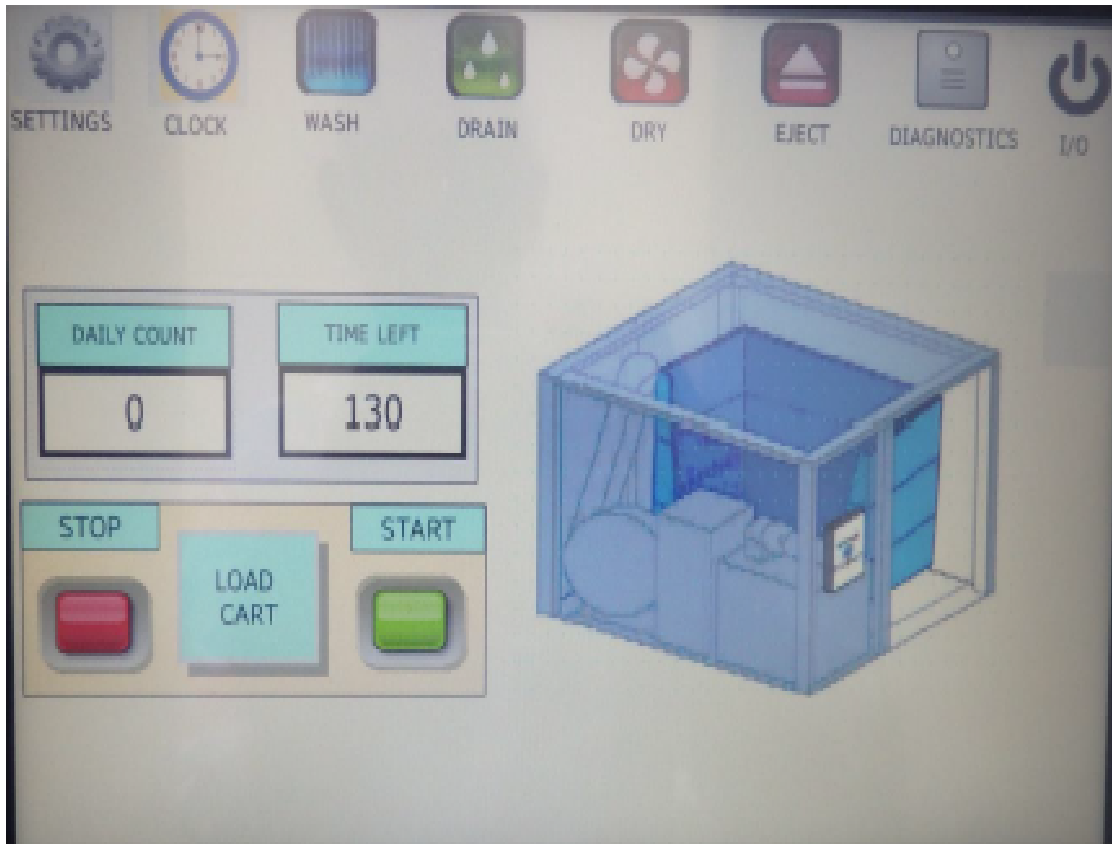 SETTINGS
CLOCK
WASH
DRAIN
DRY
EJECT
DIAGNOSTICS
I/O
DAILY COUNT
TIME LEFT
0
130
STOP
START
LOAD
CART